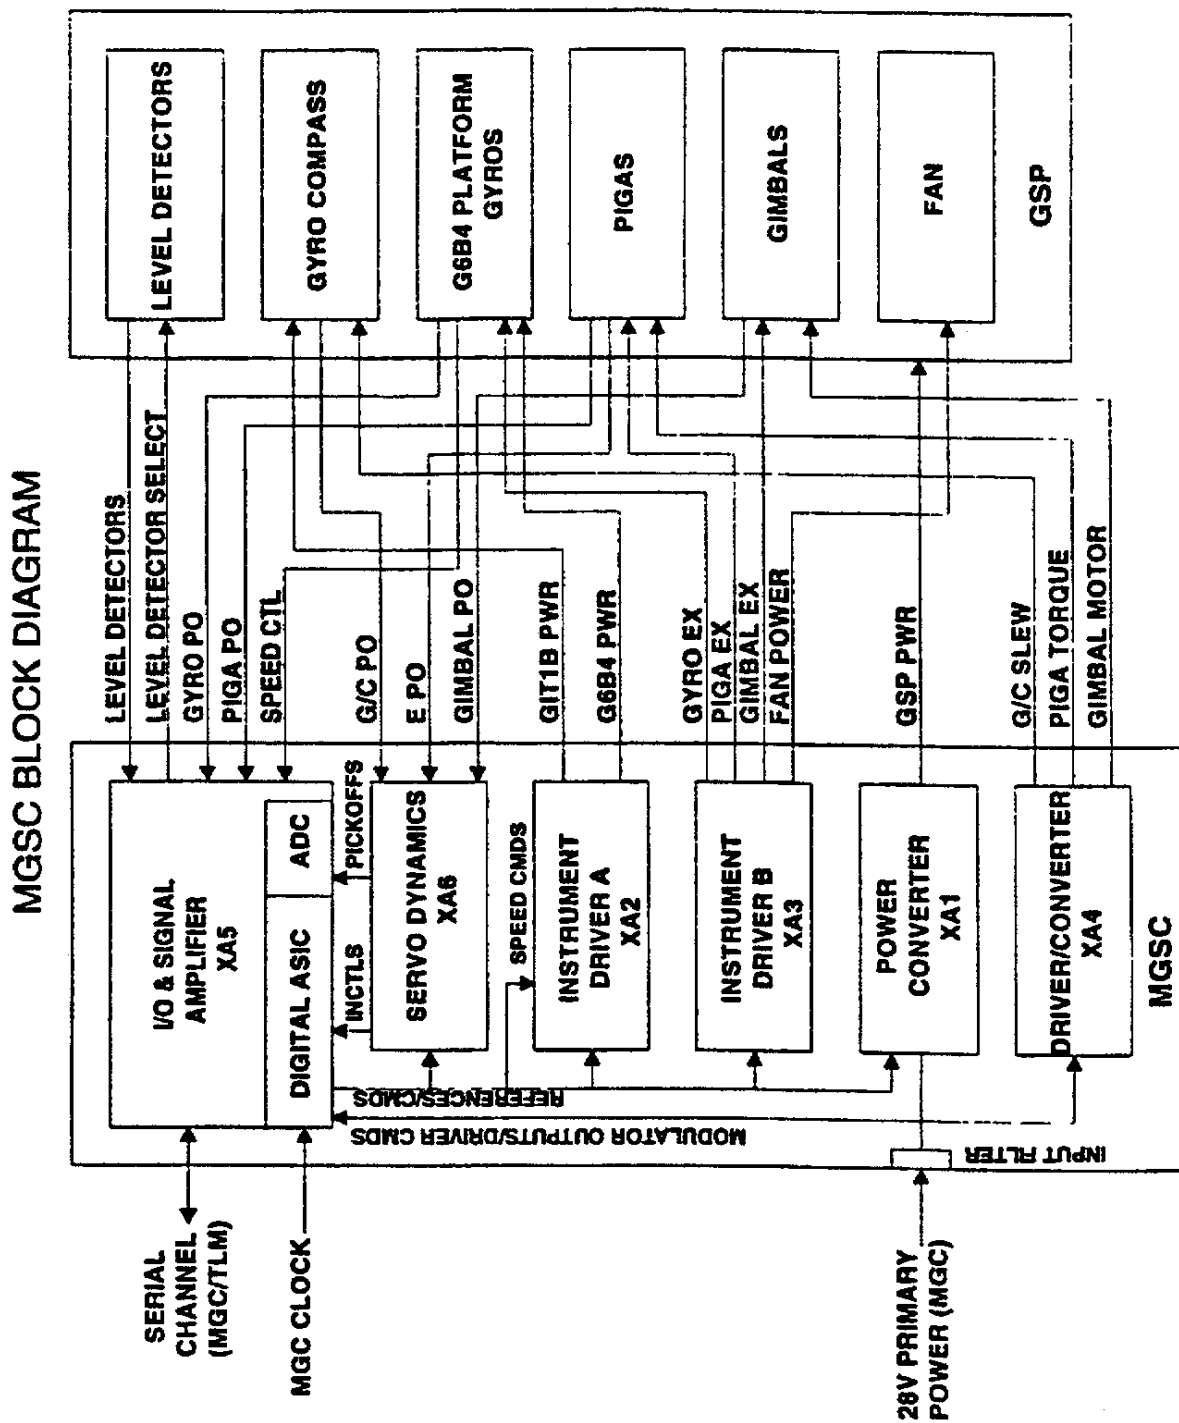 MGSC BLOCK DIAGRAM
SERIAL
CHANNEL
(MGC/TLM)
MGC CLOCK
28V PRIMARY
POWER (MGC)
INPUT FILTER
I/O & SIGNAL
AMPLIFIER
XA5
DIGITAL ASIC
ADC
MODULATOR OUTPUTS/DRIVER CMDS
REFERENCES/CMDS
INCTLS
PICKOFFS
SERVO DYNAMICS
XA6
SPEED CMDS
INSTRUMENT
DRIVER A
XA2
INSTRUMENT
DRIVER B
XA3
POWER
CONVERTER
XA1
DRIVER/CONVERTER
XA4
MGSC
LEVEL DETECTORS
LEVEL DETECTOR SELECT
GYRO PO
PIGA PO
SPEED CTL
G/C PO
E PO
GIMBAL PO
GIT1B PWR
G6B4 PWR
GYRO EX
PIGA EX
GIMBAL EX
FAN POWER
GSP PWR
G/C SLEW
PIGA TORQUE
GIMBAL MOTOR
LEVEL DETECTORS
GYRO COMPASS
G6B4 PLATFORM
GYROS
PIGAS
GIMBALS
FAN
GSP